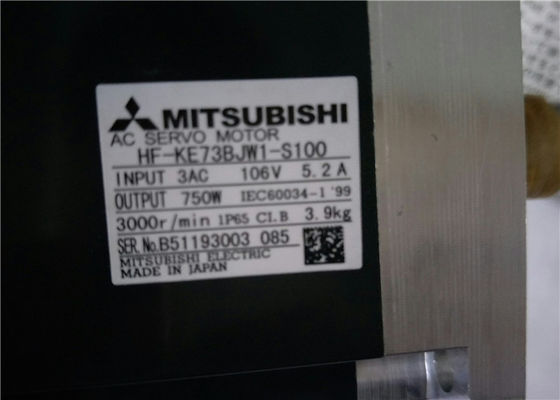 MITSUBISHI
AC SERVO MOTOR
HF-KE73BJW1-S100
INPUT 3AC 106V 5.2 A
OUTPUT 750W IEC60034-1 '99
3000r/min IP65 CI.B 3.9kg
SER.No.B51193003 085
MITSUBISHI ELECTRIC
MADE IN JAPAN